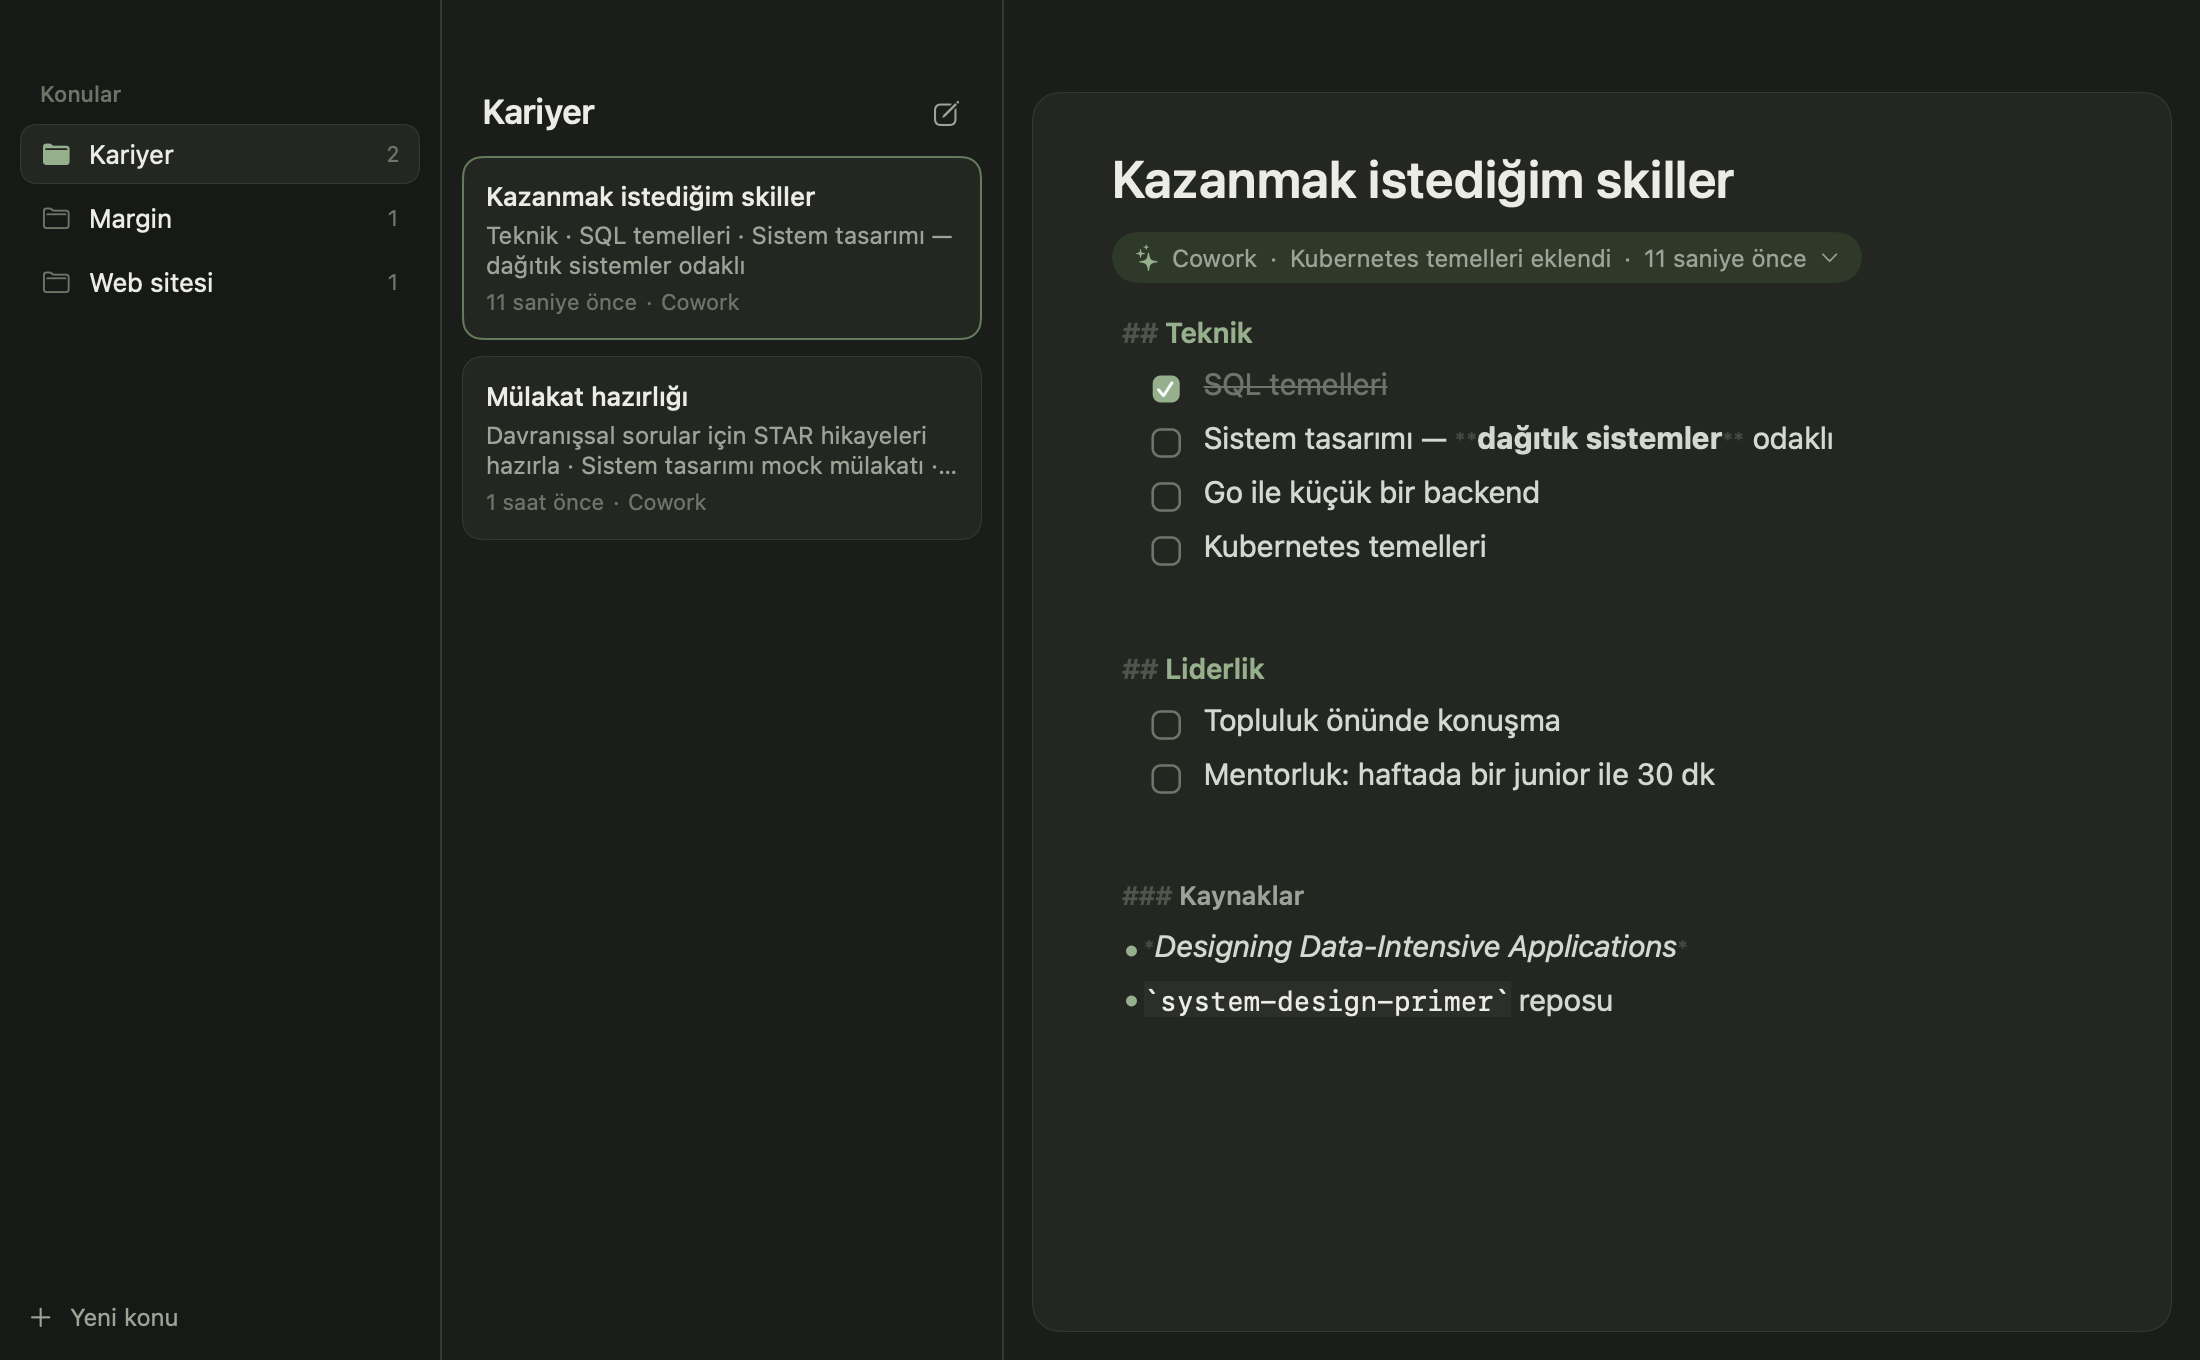 Konular
Kariyer 2
Margin 1
Web sitesi 1
Yeni konu
Kariyer
Kazanmak istediğim skiller
Teknik · SQL temelleri · Sistem tasarımı —
dağıtık sistemler odaklı
11 saniye önce · Cowork
Mülakat hazırlığı
Davranışsal sorular için STAR hikayeleri
hazırla · Sistem tasarımı mock mülakatı ·...
1 saat önce · Cowork
Kazanmak istediğim skiller
Cowork · Kubernetes temelleri eklendi · 11 saniye önce
## Teknik
SQL temelleri
Sistem tasarımı — **dağıtık sistemler** odaklı
Go ile küçük bir backend
Kubernetes temelleri
## Liderlik
Topluluk önünde konuşma
Mentorluk: haftada bir junior ile 30 dk
### Kaynaklar
• *Designing Data-Intensive Applications*
• `system-design-primer` reposu